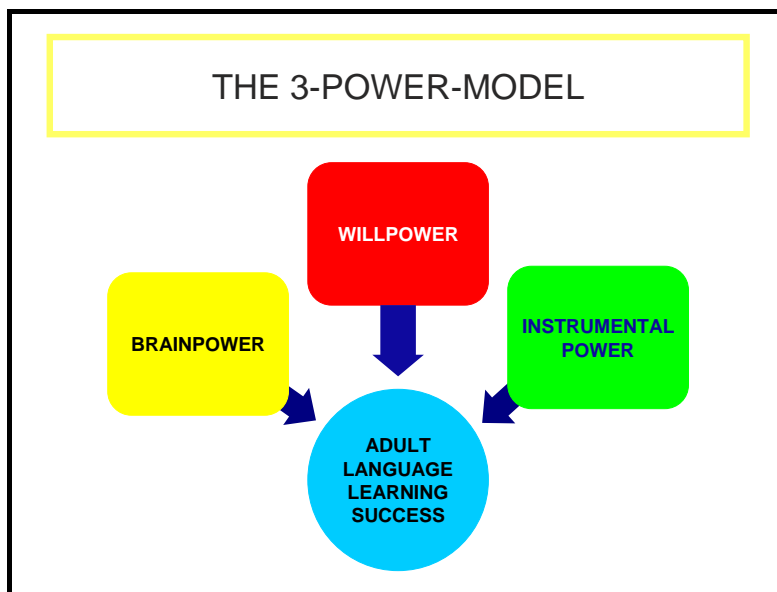 THE 3-POWER-MODEL
WILLPOWER
BRAINPOWER
INSTRUMENTAL
POWER
ADULT
LANGUAGE
LEARNING
SUCCESS